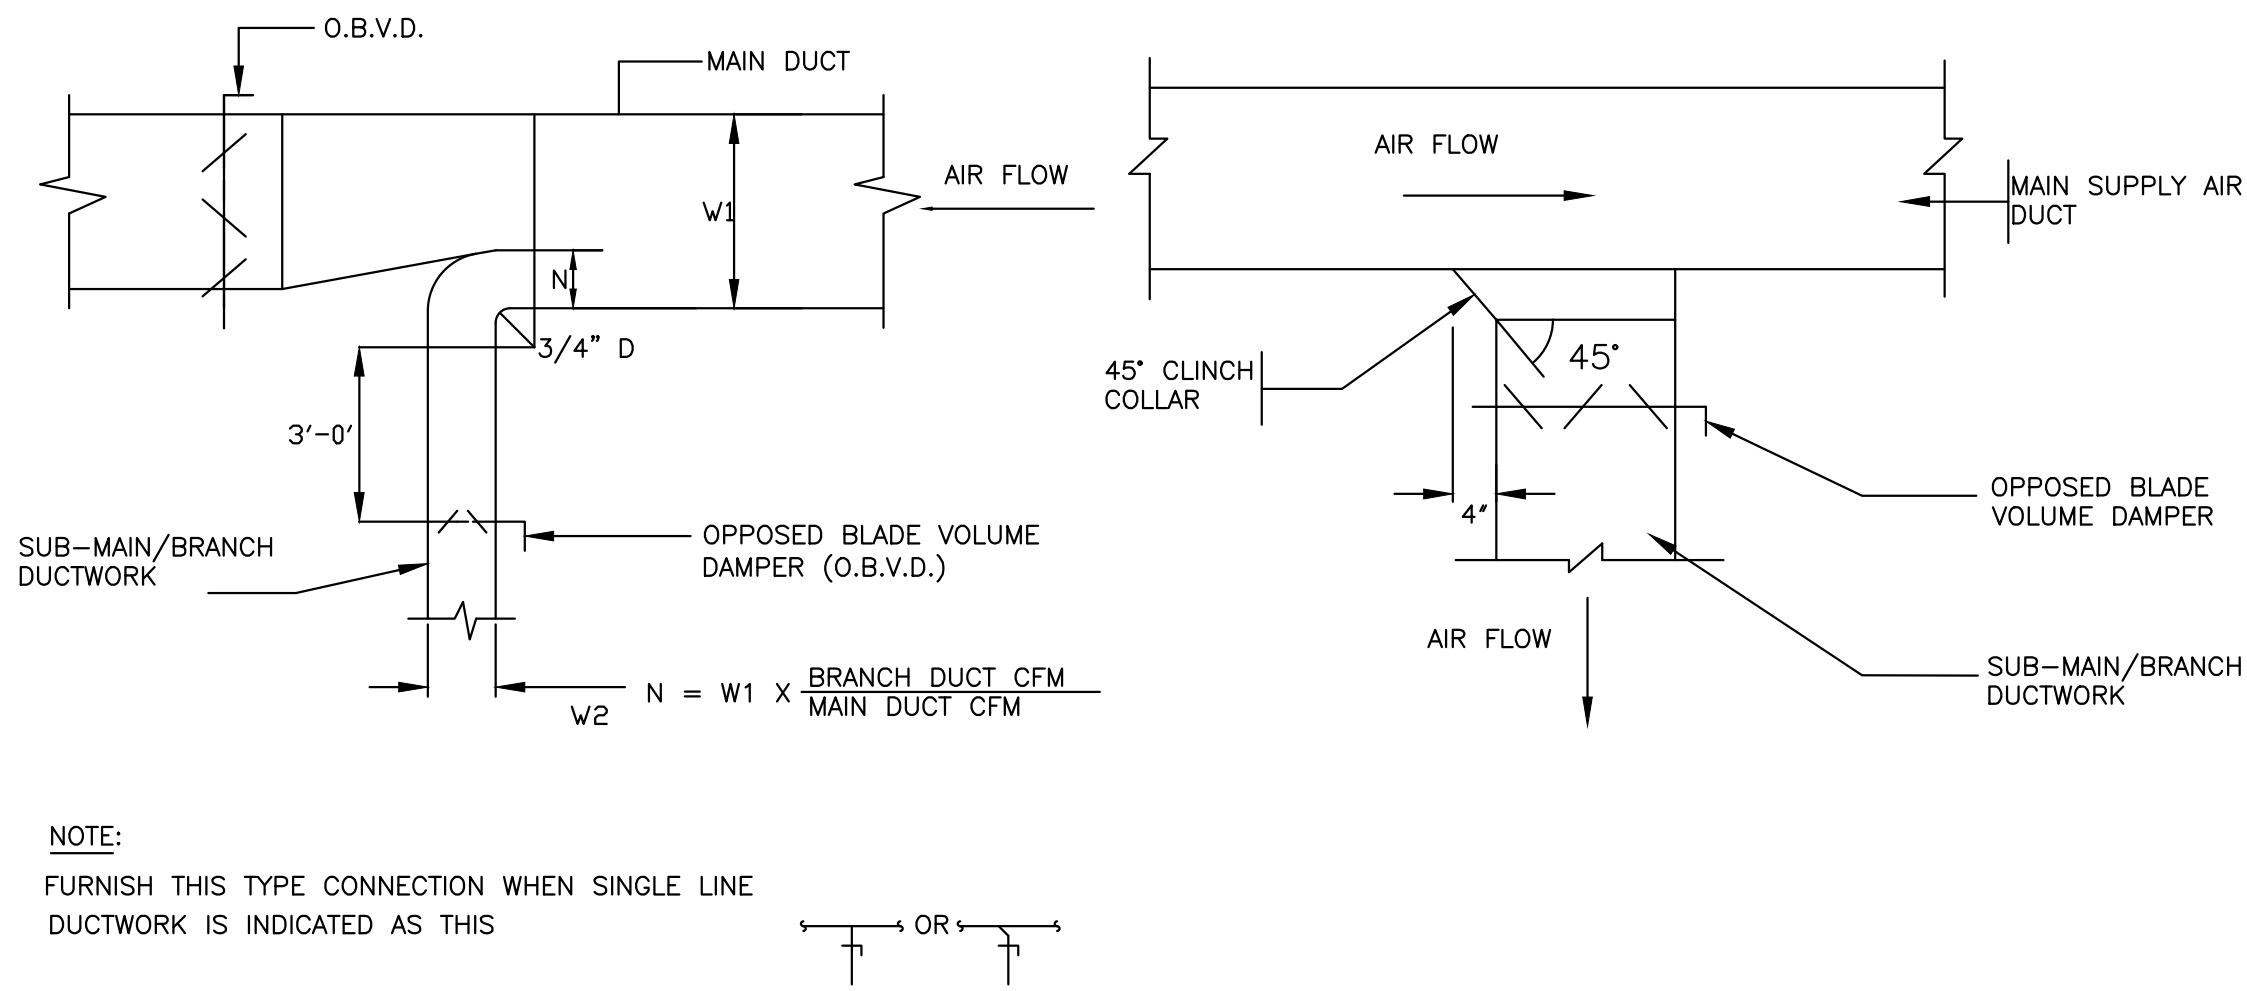 O.B.V.D.
MAIN DUCT
AIR FLOW
W1
N
3/4" D
3'-0'
SUB-MAIN/BRANCH
DUCTWORK
OPPOSED BLADE VOLUME
DAMPER (O.B.V.D.)
W2
N = W1 X BRANCH DUCT CFM
MAIN DUCT CFM
AIR FLOW
MAIN SUPPLY AIR
DUCT
45° CLINCH
COLLAR
45°
4"
OPPOSED BLADE
VOLUME DAMPER
AIR FLOW
SUB-MAIN/BRANCH
DUCTWORK
NOTE:
FURNISH THIS TYPE CONNECTION WHEN SINGLE LINE
DUCTWORK IS INDICATED AS THIS
OR